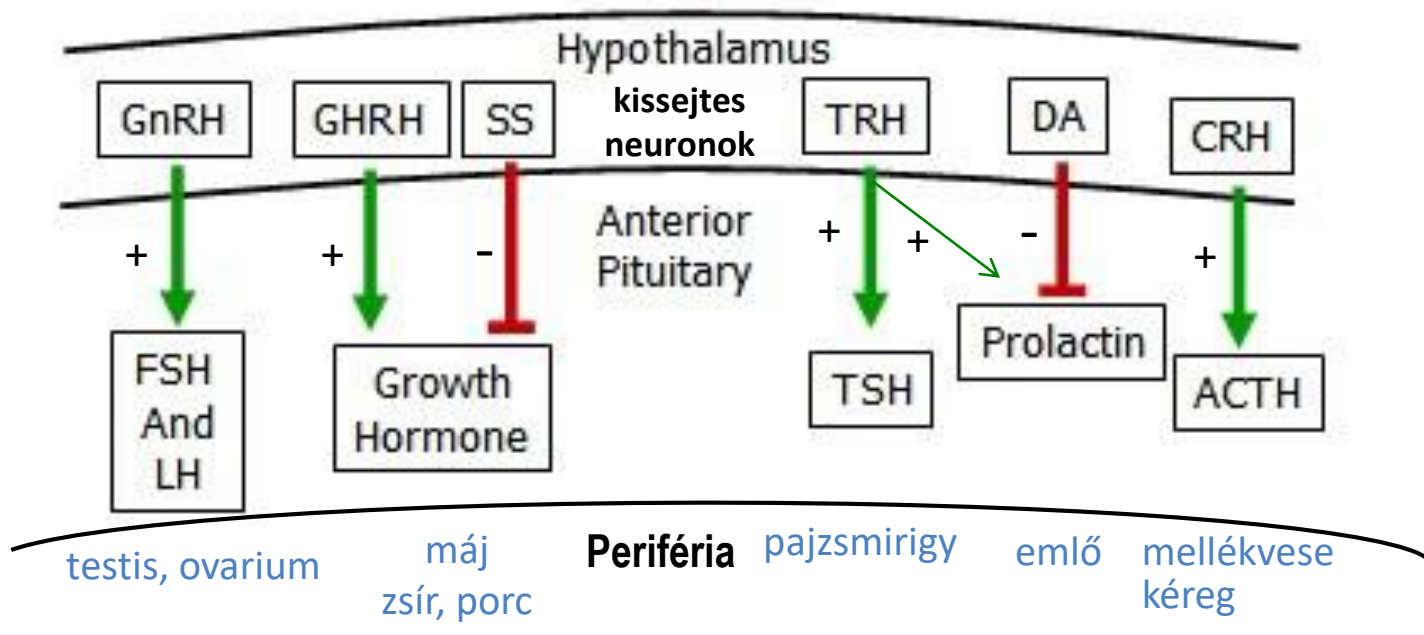 Hypothalamus
kissejtes
neuronok
GnRH
GHRH
SS
TRH
DA
CRH
Anterior
Pituitary
+
+
-
+
+
-
+
FSH
And
LH
Growth
Hormone
TSH
Prolactin
ACTH
Periféria
testis, ovarium
máj
zsír, porc
pajzsmirigy
emlő
mellékvese
kéreg